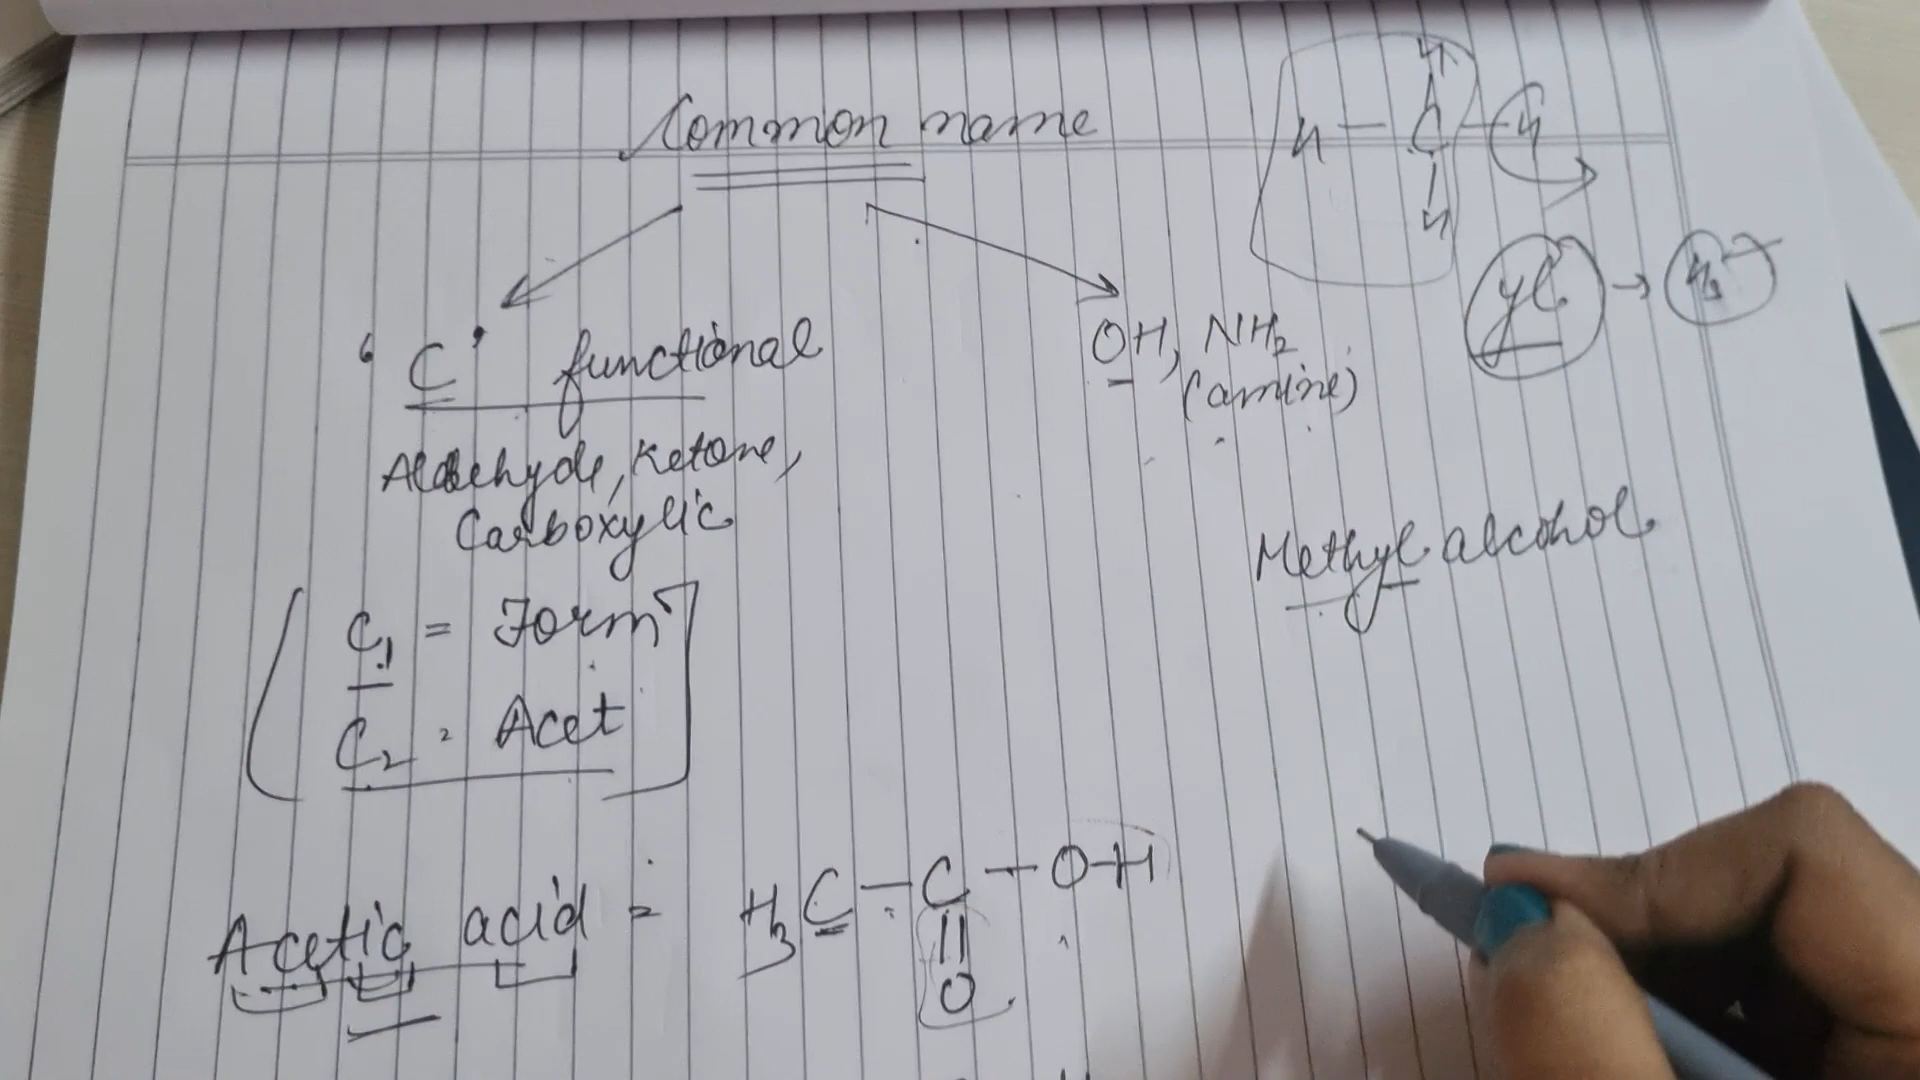 Common name
H
H - C - H
H
yl → H
'C' functional
OH, NH2
(amine)
Aldehyde, Ketone,
Carboxylic
Methyl alcohol
C1 = Form
C2 = Acet
Acetic acid = H3C - C - O-H
||
O